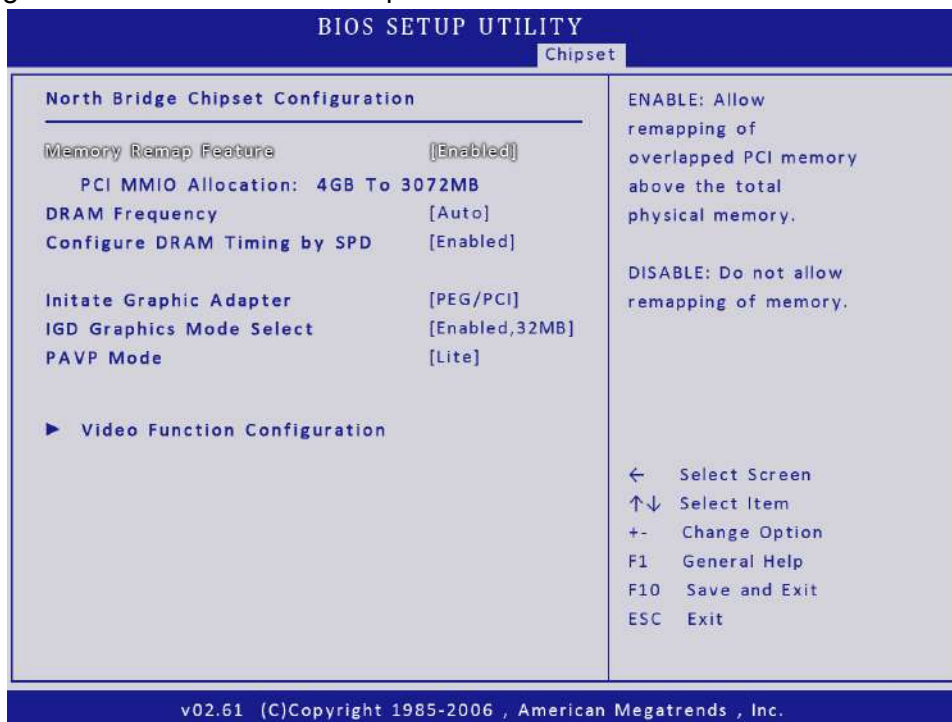 BIOS SETUP UTILITY
Chipset
North Bridge Chipset Configuration
Memory Remap Feature [Enabled]
PCI MMIO Allocation: 4GB To 3072MB
DRAM Frequency [Auto]
Configure DRAM Timing by SPD [Enabled]
Initate Graphic Adapter [PEG/PCI]
IGD Graphics Mode Select [Enabled,32MB]
PAVP Mode [Lite]
► Video Function Configuration
ENABLE: Allow
remapping of
overlapped PCI memory
above the total
physical memory.
DISABLE: Do not allow
remapping of memory.
← Select Screen
↑↓ Select Item
+- Change Option
F1 General Help
F10 Save and Exit
ESC Exit
v02.61 (C)Copyright 1985-2006 , American Megatrends , Inc.